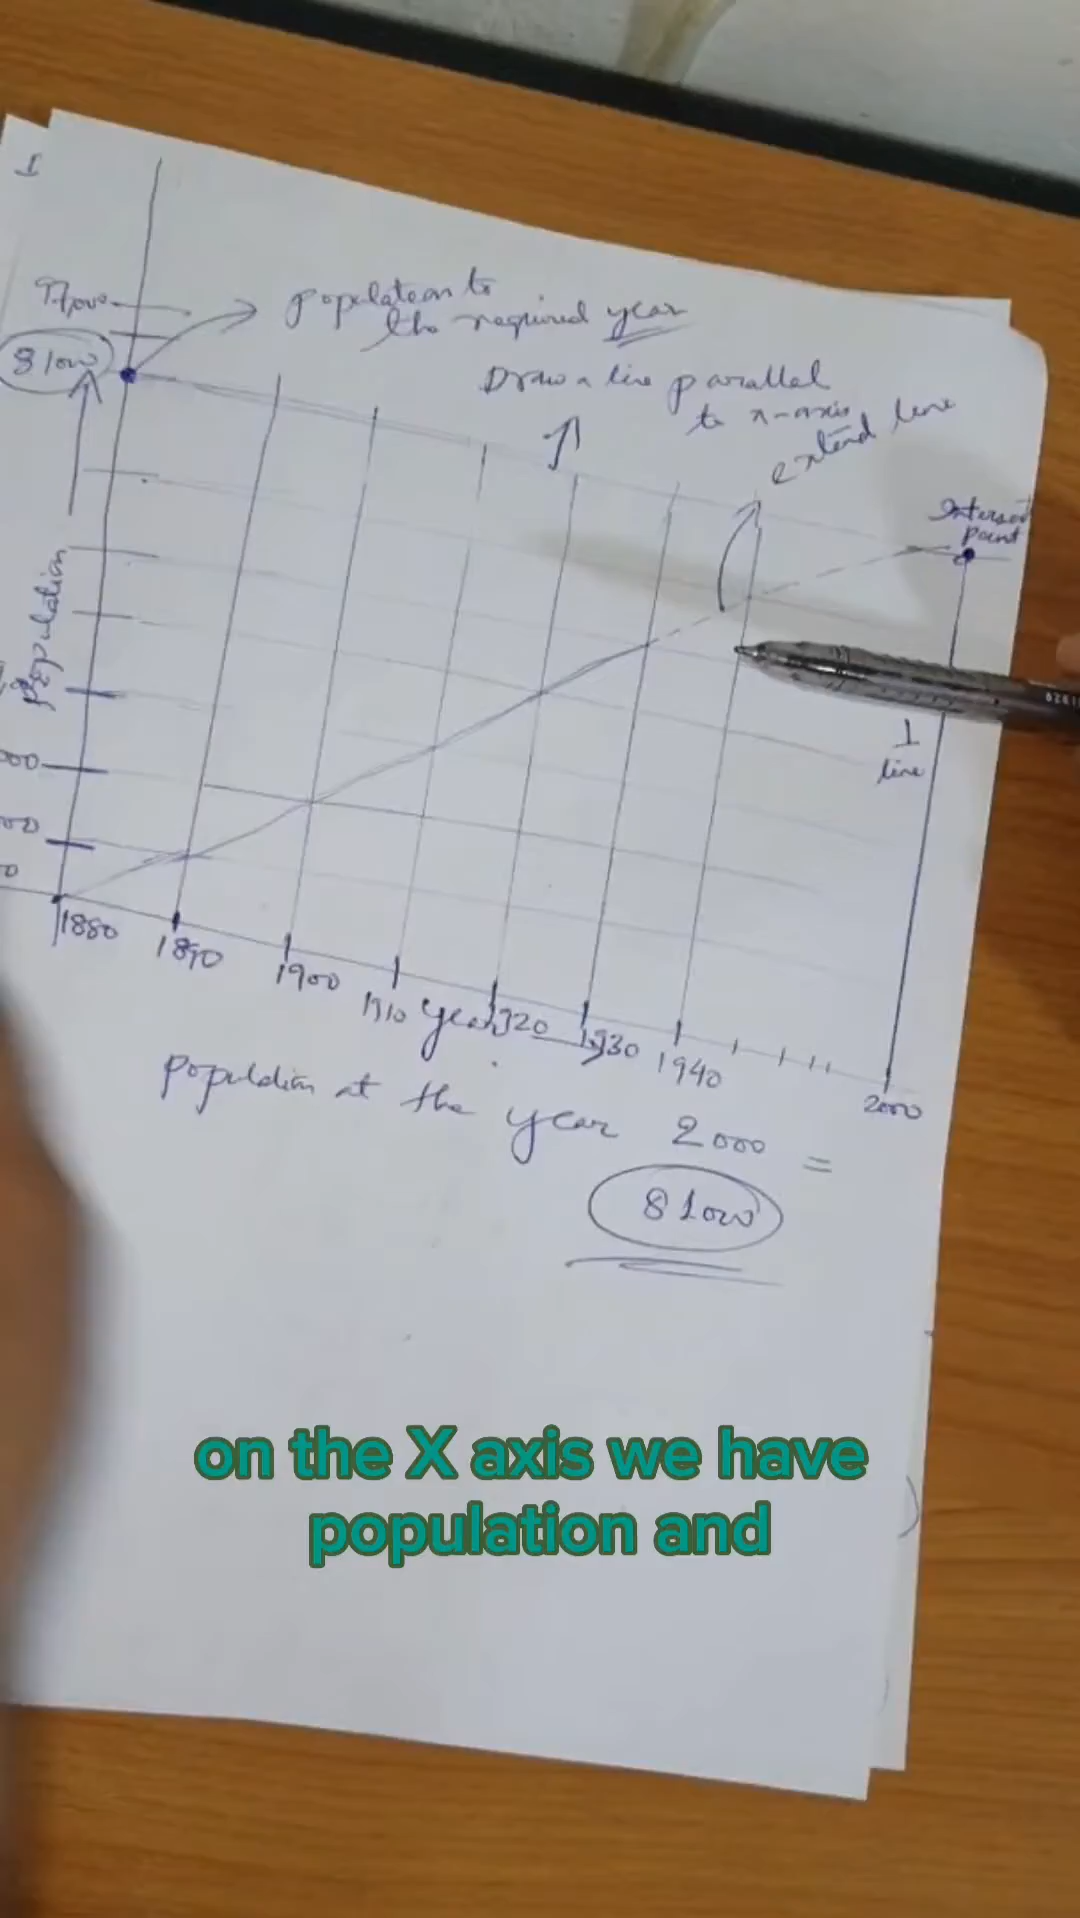 population to
the required year
81000
Draw a line parallel
to x-axis
extend line
Intersect
point
Population
⊥
line
000
1880
1890
1900
1910
year
1920
1930
1940
2000
population at the year 2000 =
81000
on the X axis we have
population and